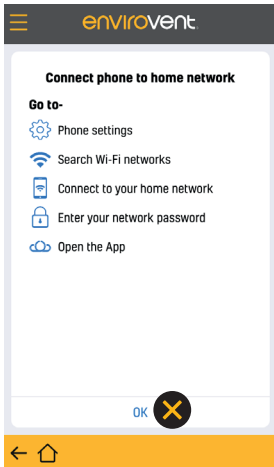 envirovent
Connect phone to home network
Go to-
Phone settings
Search Wi-Fi networks
Connect to your home network
Enter your network password
Open the App
OK